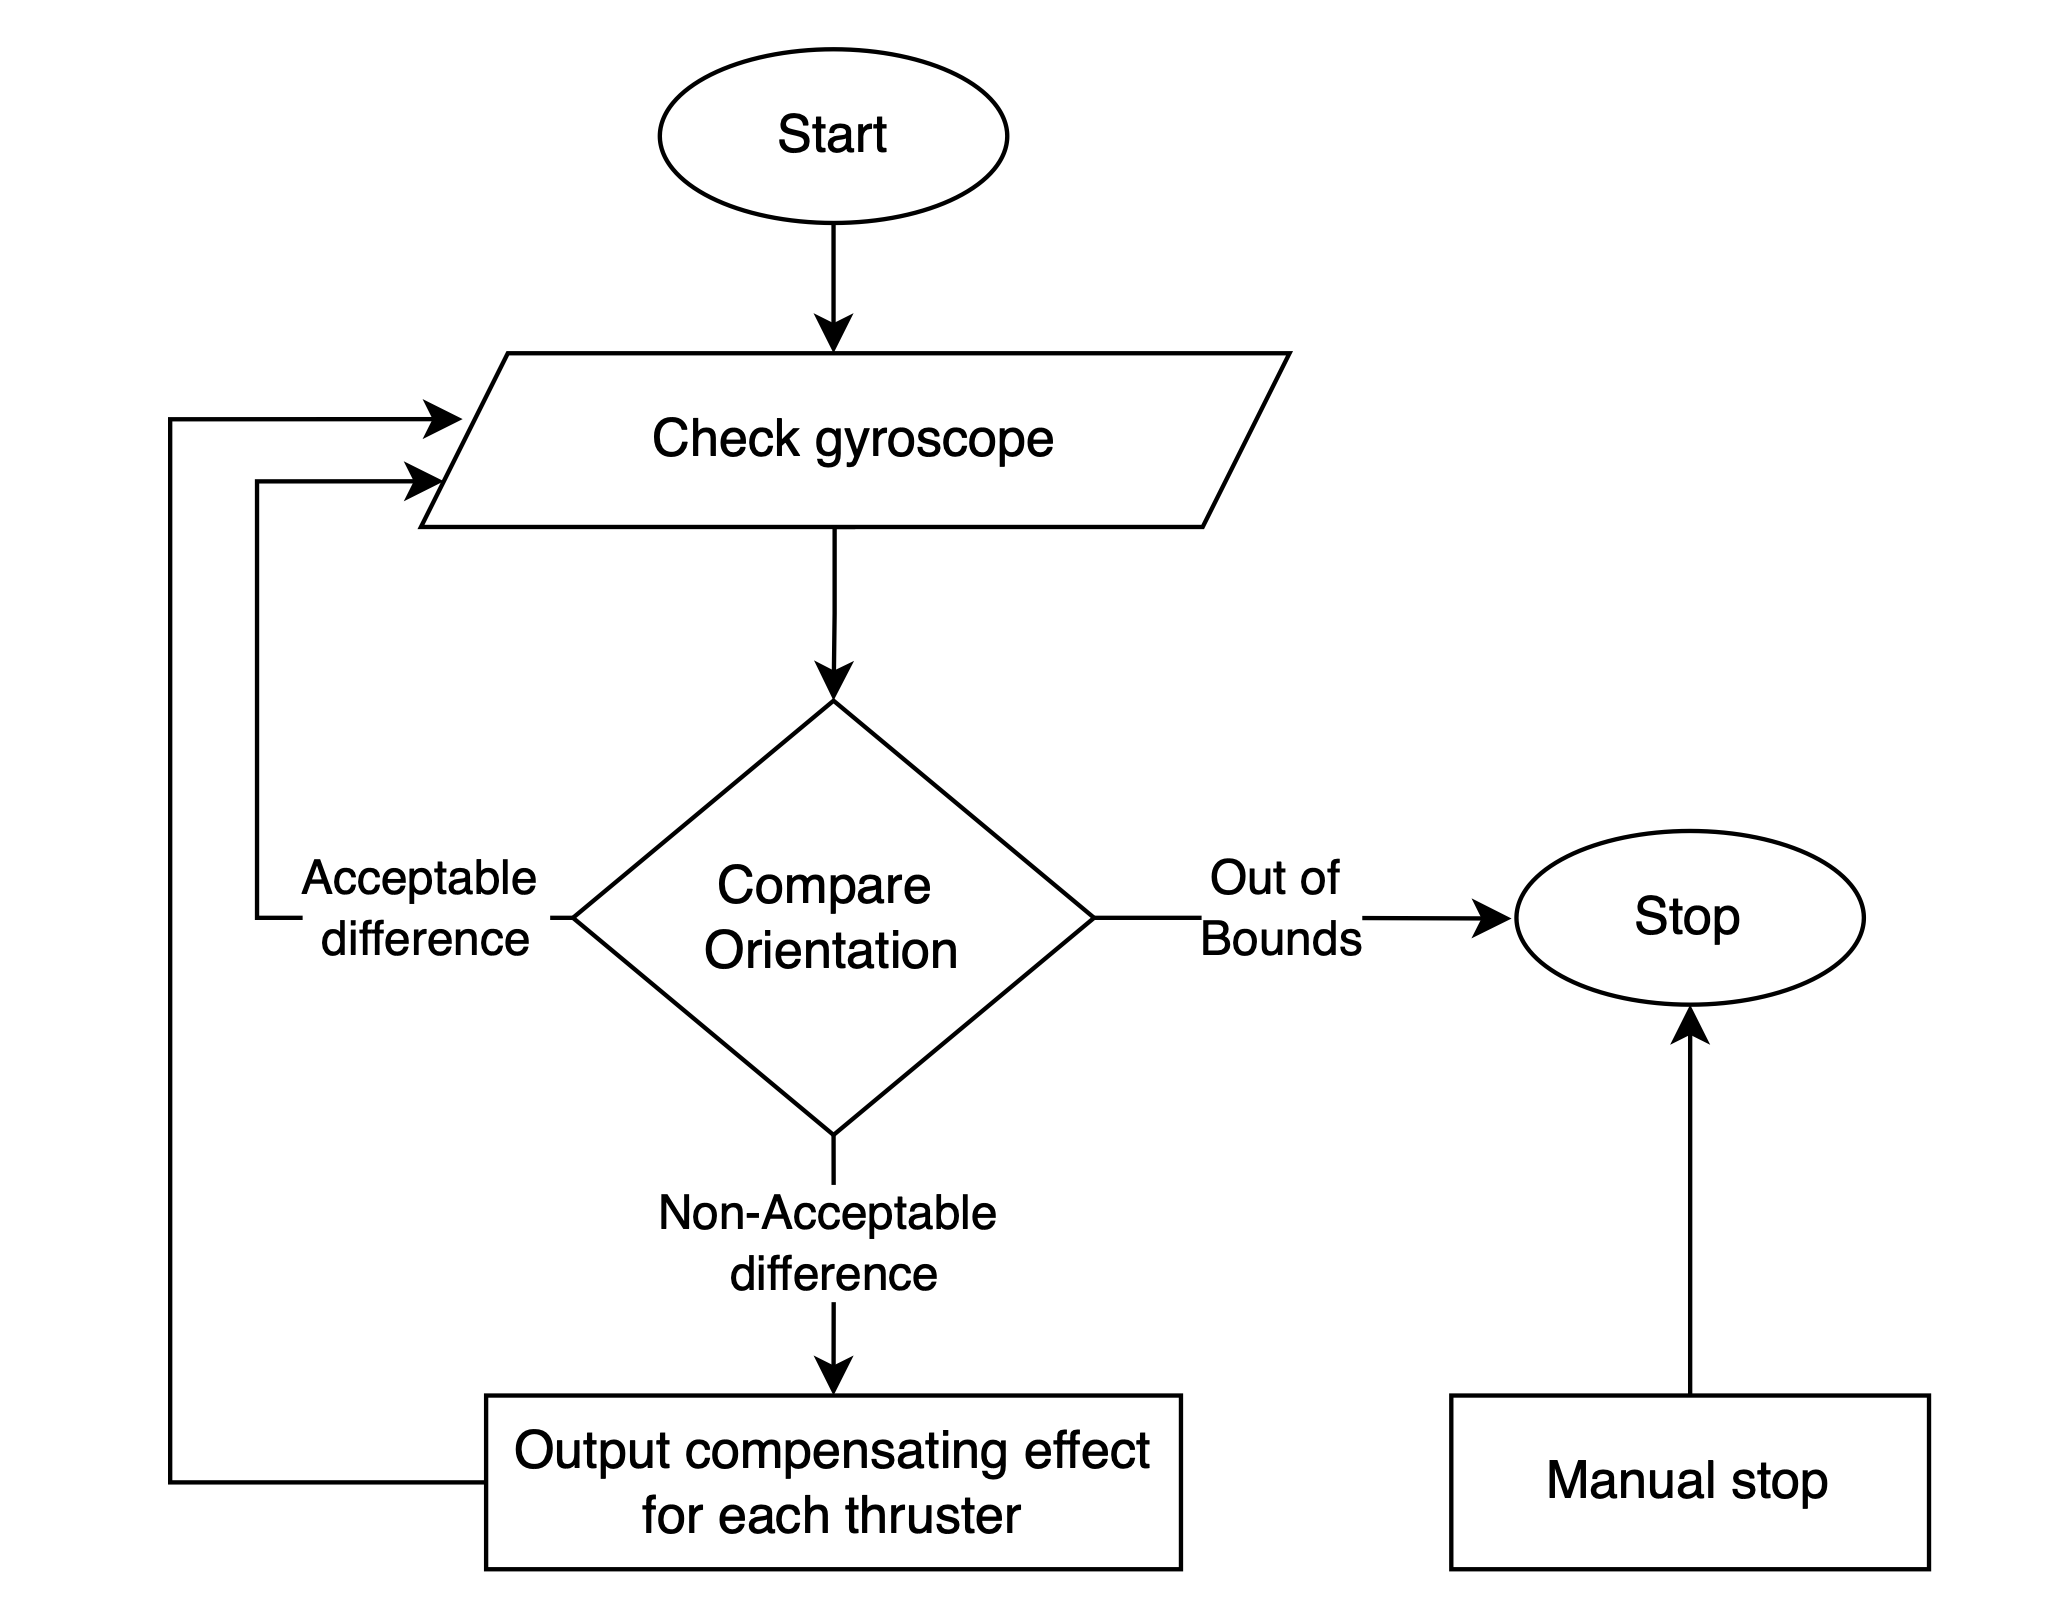 Start
Check gyroscope
Compare
Orientation
Acceptable
difference
Out of
Bounds
Stop
Non-Acceptable
difference
Output compensating effect
for each thruster
Manual stop